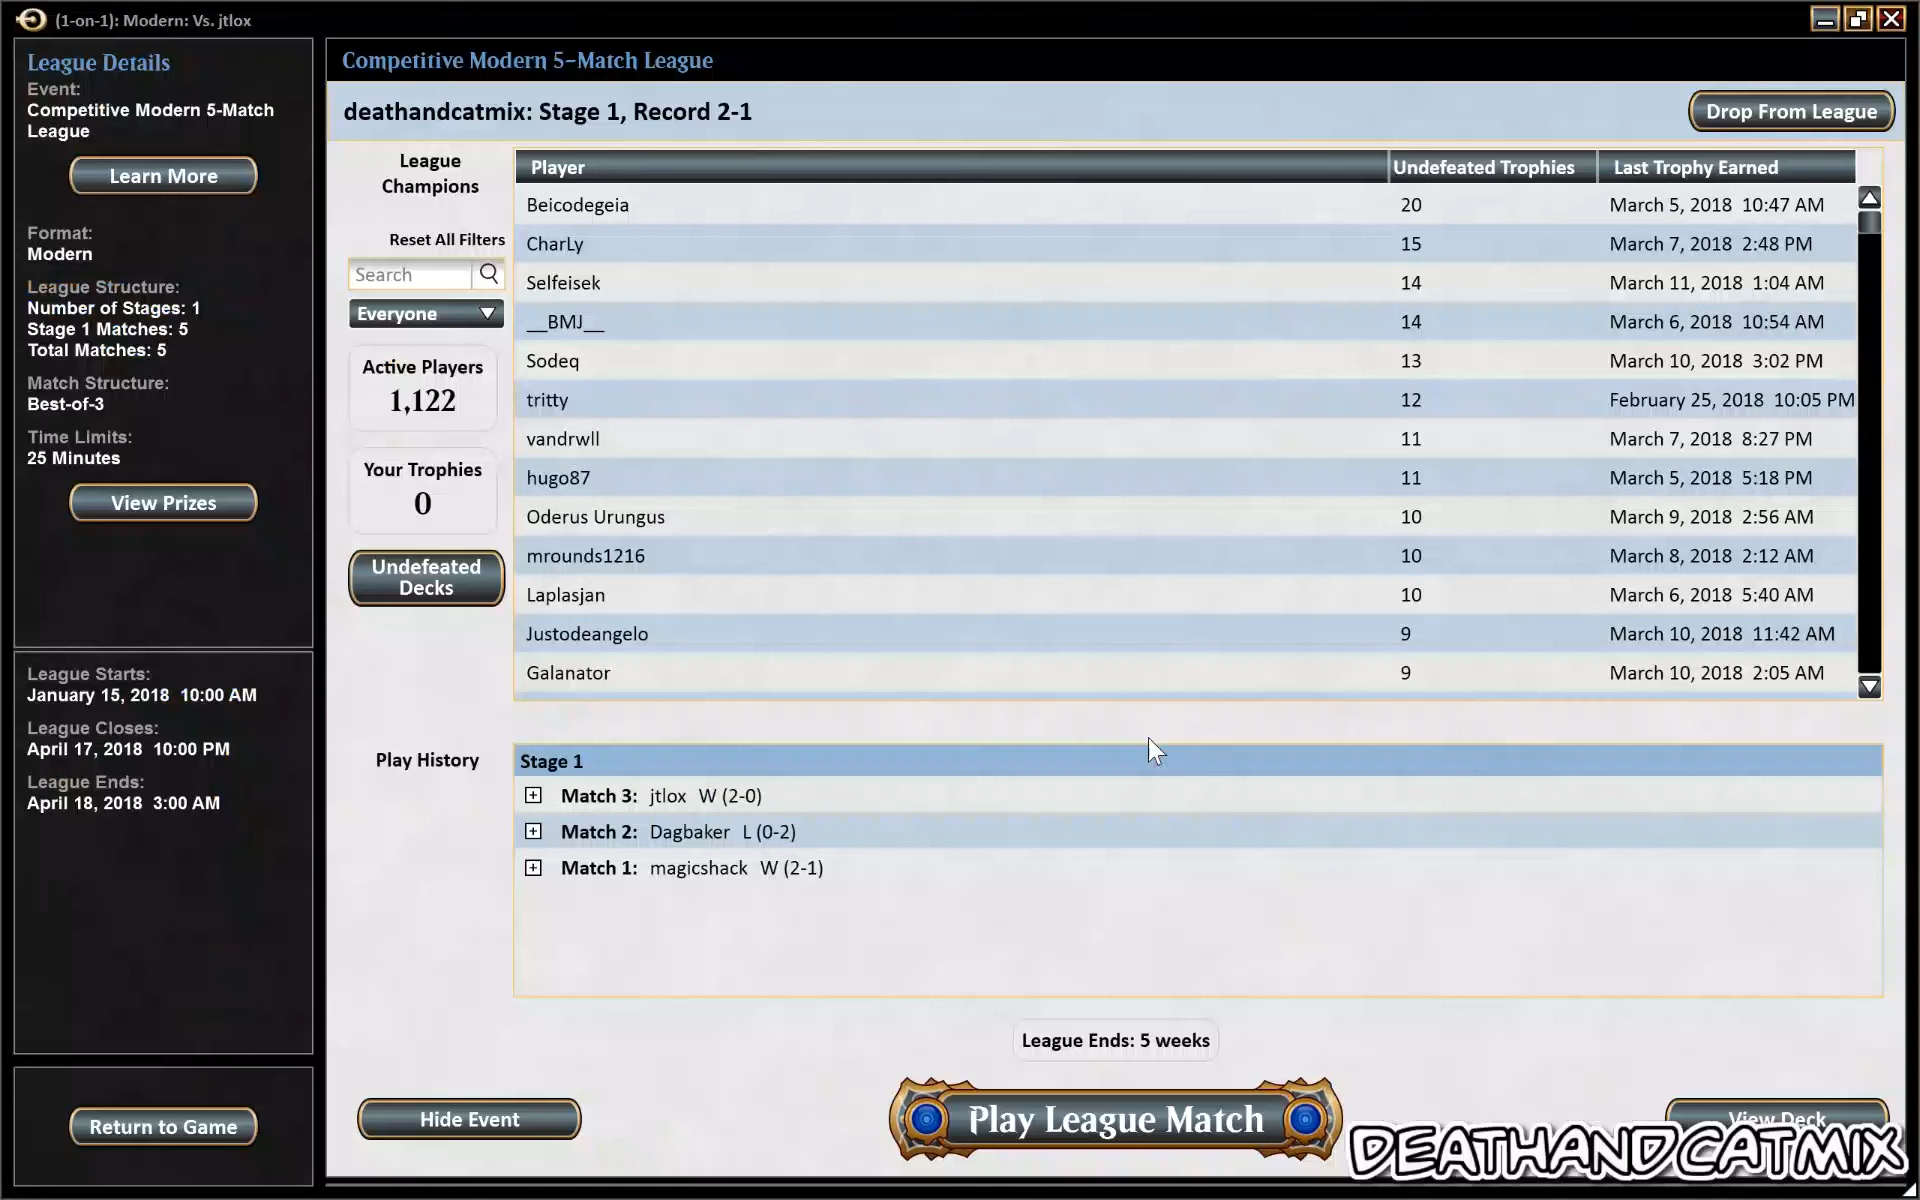 (1-on-1): Modern: Vs. jtlox
League Details
Event:
Competitive Modern 5-Match
League
Learn More
Format:
Modern
League Structure:
Number of Stages: 1
Stage 1 Matches: 5
Total Matches: 5
Match Structure:
Best-of-3
Time Limits:
25 Minutes
View Prizes
League Starts:
January 15, 2018 10:00 AM
League Closes:
April 17, 2018 10:00 PM
League Ends:
April 18, 2018 3:00 AM
Return to Game
Competitive Modern 5-Match League
deathandcatmix: Stage 1, Record 2-1
Drop From League
League
Champions
Reset All Filters
Search
Everyone
Active Players
1,122
Your Trophies
0
Undefeated
Decks
Player Undefeated Trophies Last Trophy Earned
Beicodegeia 20 March 5, 2018 10:47 AM
CharLy 15 March 7, 2018 2:48 PM
Selfeisek 14 March 11, 2018 1:04 AM
__BMJ__ 14 March 6, 2018 10:54 AM
Sodeq 13 March 10, 2018 3:02 PM
tritty 12 February 25, 2018 10:05 PM
vandrwll 11 March 7, 2018 8:27 PM
hugo87 11 March 5, 2018 5:18 PM
Oderus Urungus 10 March 9, 2018 2:56 AM
mrounds1216 10 March 8, 2018 2:12 AM
Laplasjan 10 March 6, 2018 5:40 AM
Justodeangelo 9 March 10, 2018 11:42 AM
Galanator 9 March 10, 2018 2:05 AM
Play History
Stage 1
Match 3: jtlox W (2-0)
Match 2: Dagbaker L (0-2)
Match 1: magicshack W (2-1)
League Ends: 5 weeks
Hide Event
Play League Match
View Deck
DEATHANDCATMIX